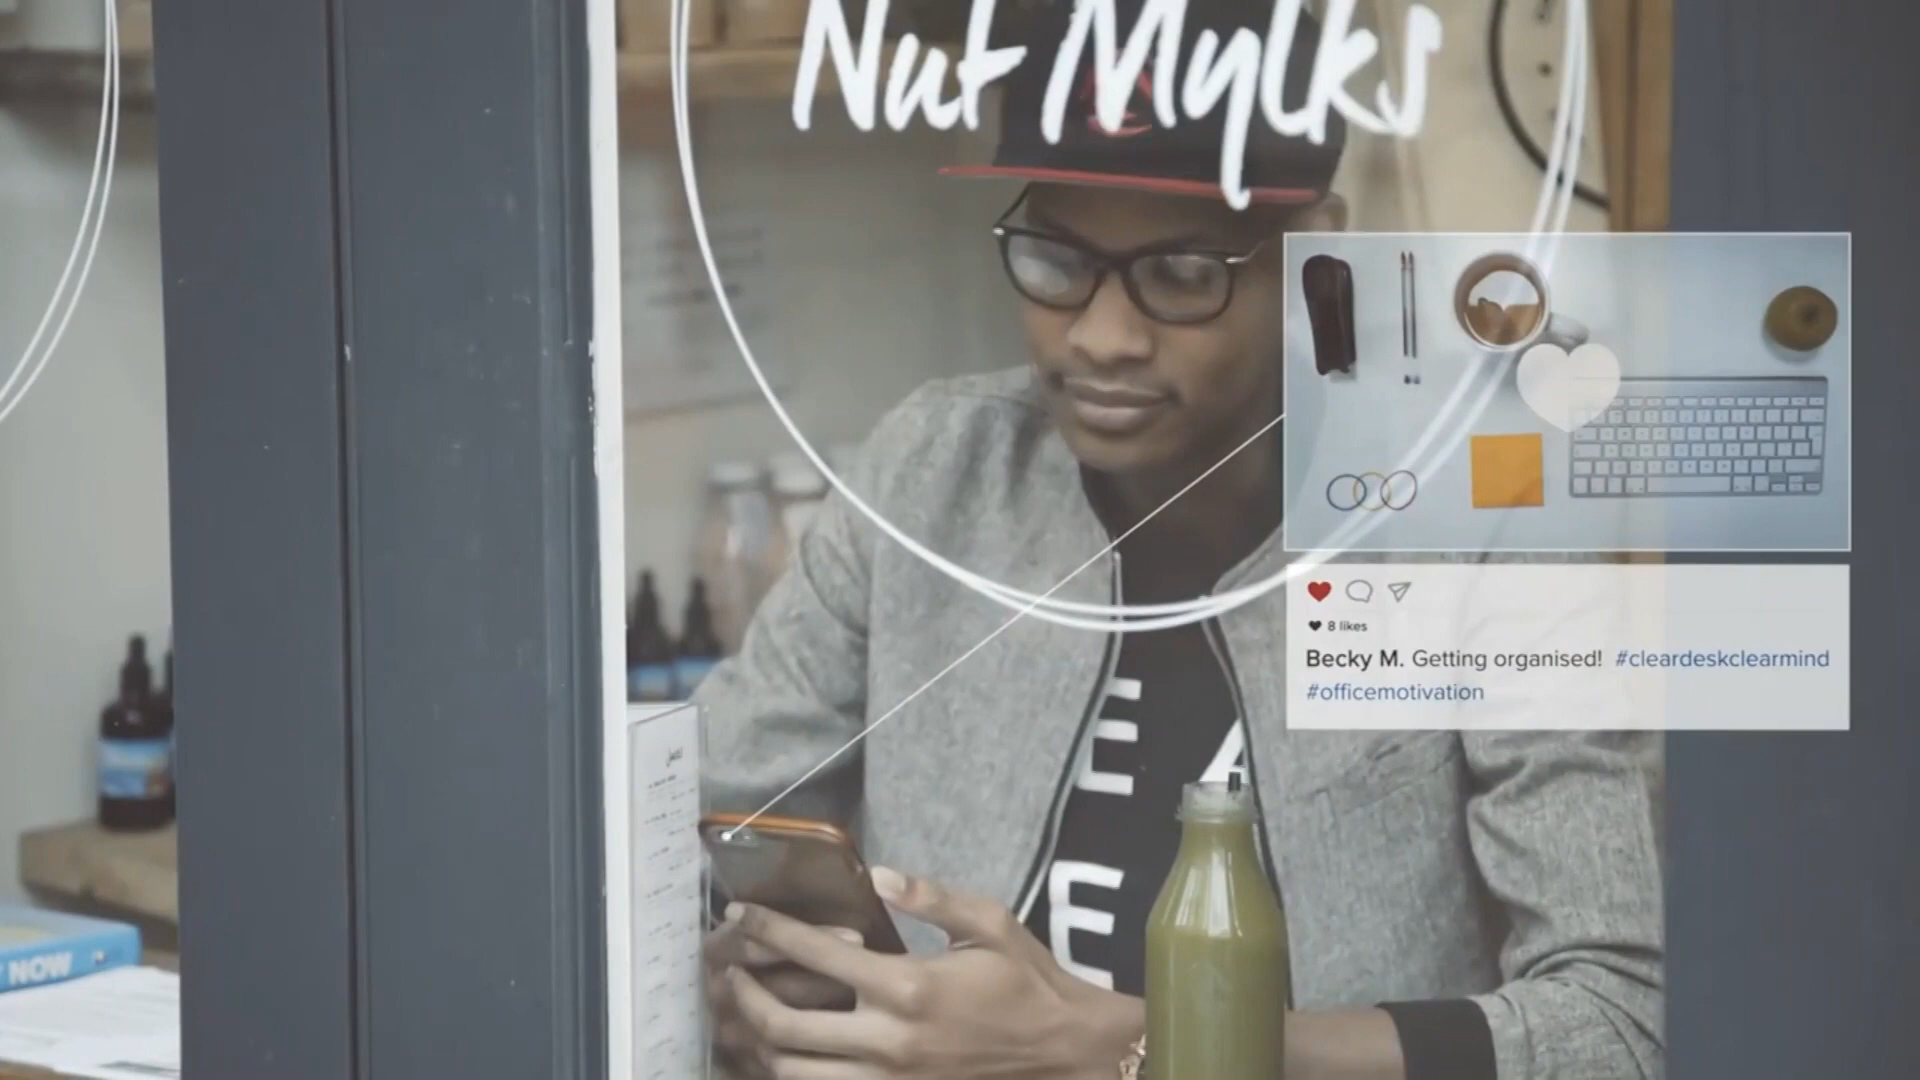 Nut Mylks
8 likes
Becky M. Getting organised! #cleardeskclearmind
#officemotivation
E
E
NOW